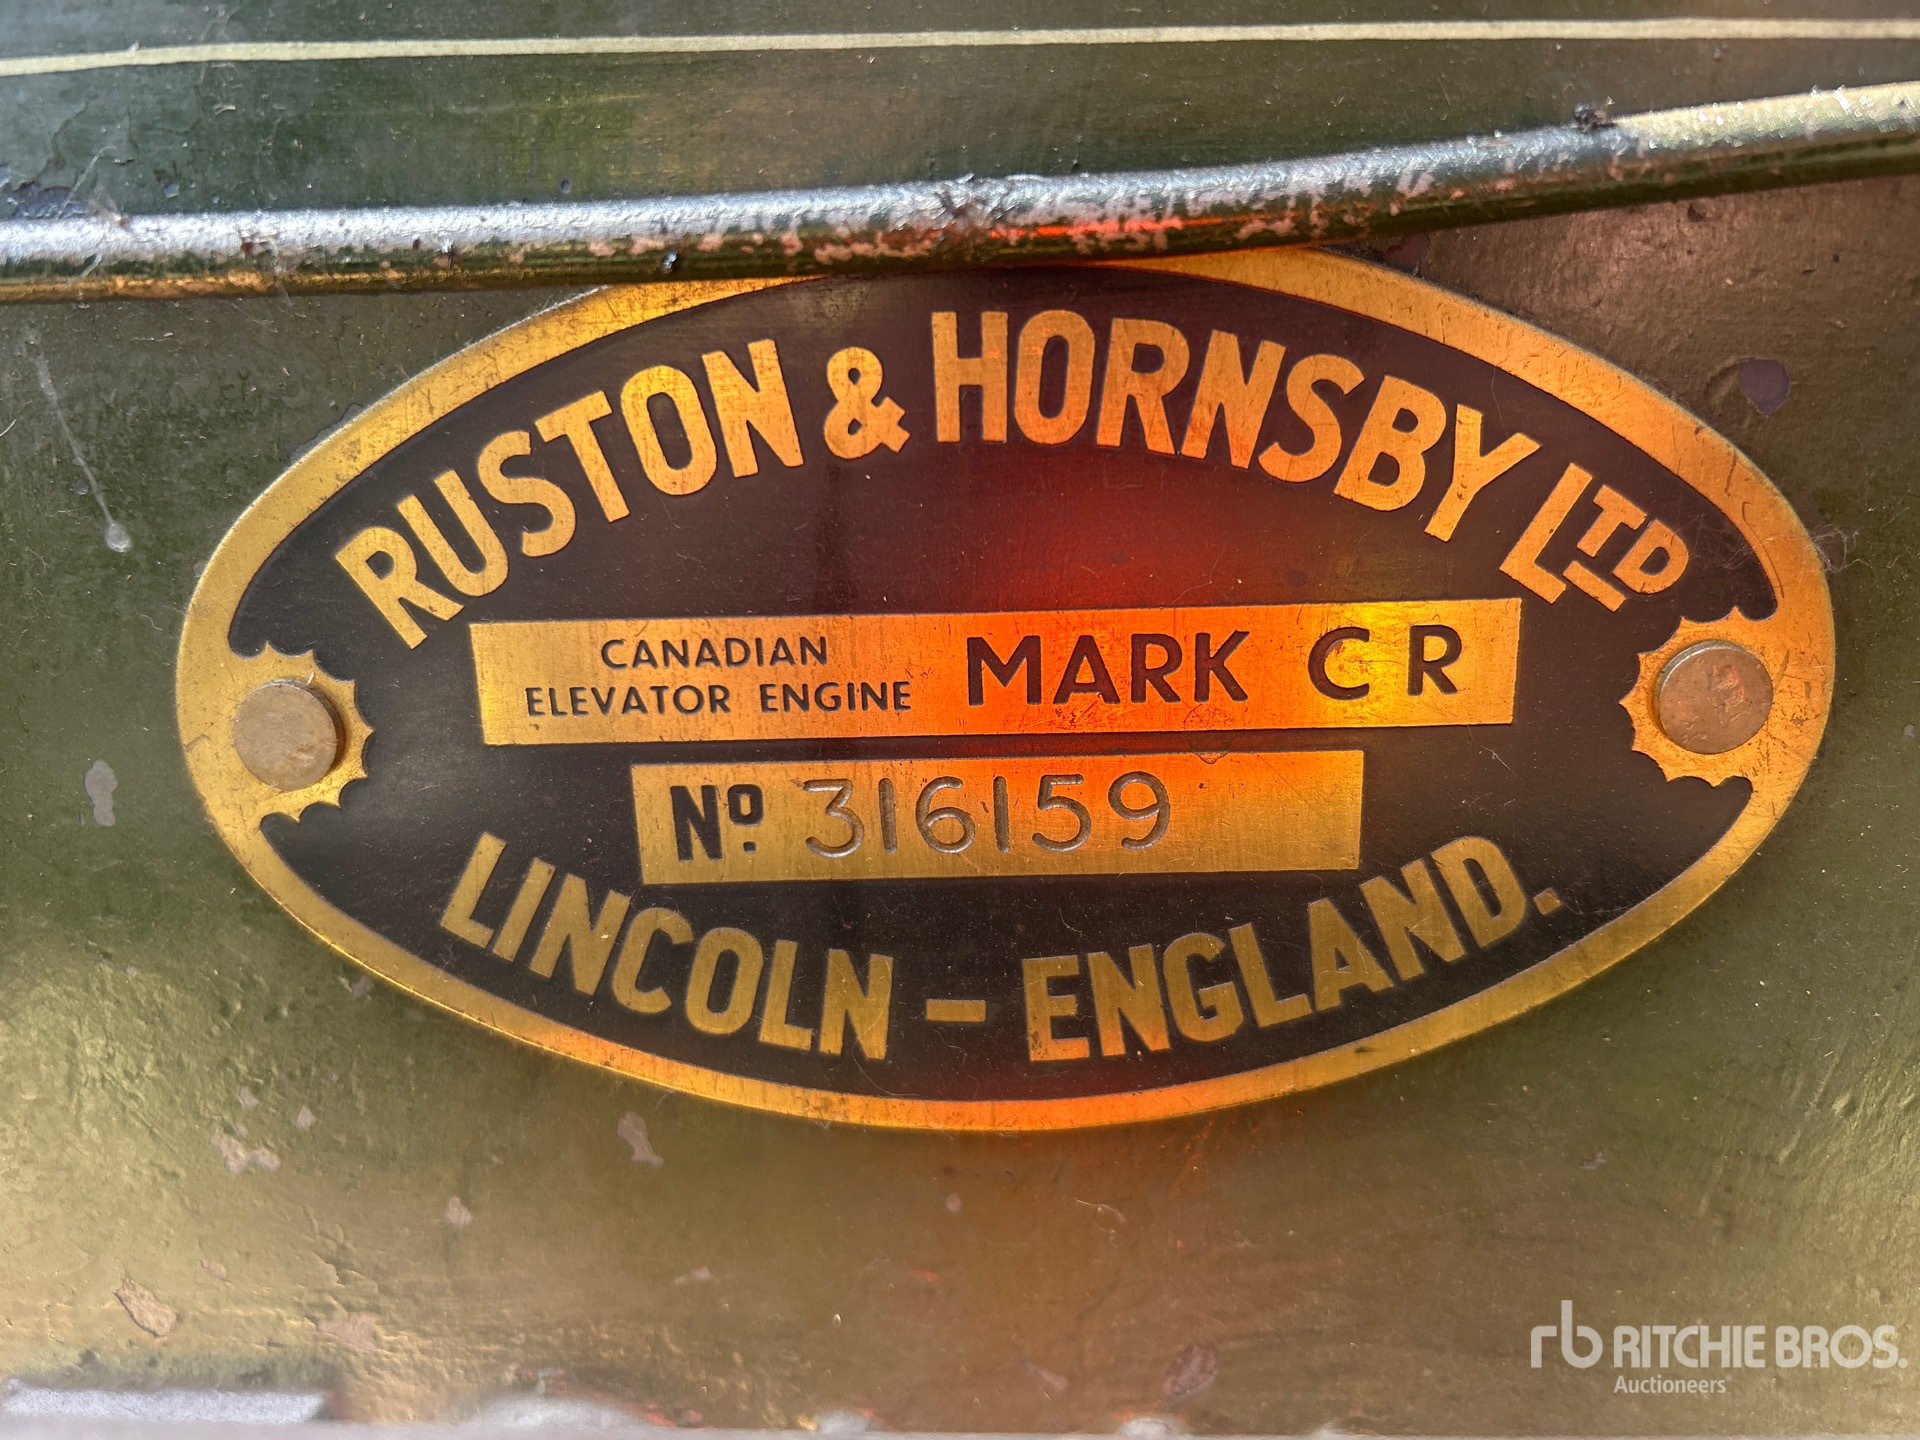 RUSTON & HORNSBY LTD
CANADIAN
ELEVATOR ENGINE MARK CR
No. 316159
LINCOLN - ENGLAND.
rb RITCHIE BROS.
Auctioneers